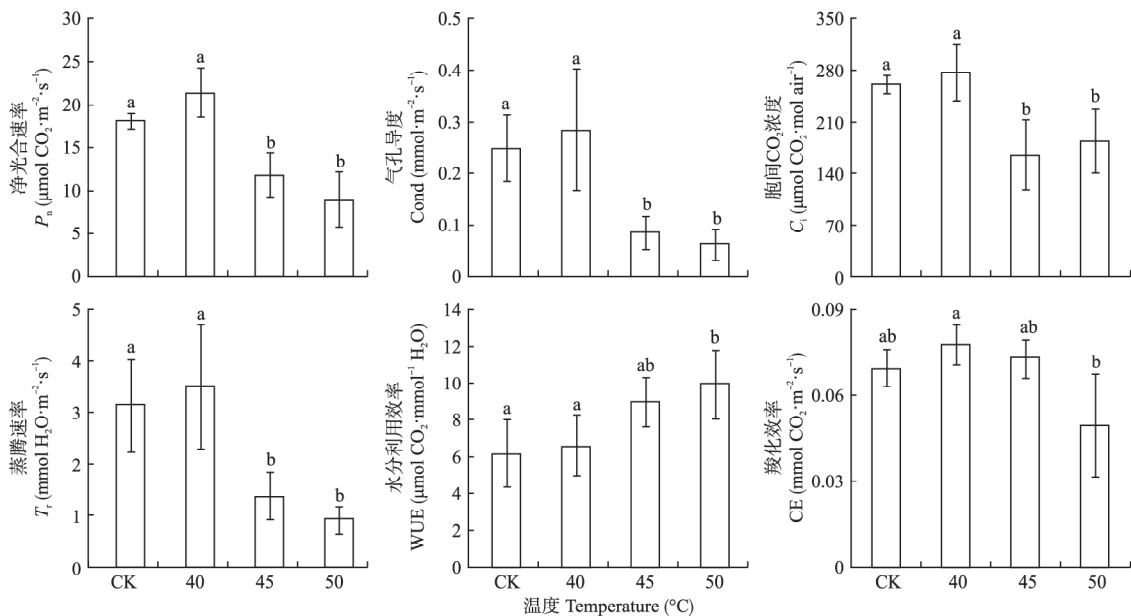 净光合速率
Pn (μmol CO2·m-2·s-1)
30
25
20
15
10
5
0
a
a
b
b
气孔导度
Cond (mmol·m-2·s-1)
0.5
0.4
0.3
0.2
0.1
0
a
a
b
b
胞间CO2浓度
Ci (μmol CO2·mol air-1)
350
280
210
140
70
0
a
a
b
b
蒸腾速率
Tr (mmol H2O·m-2·s-1)
5
4
3
2
1
0
a
a
b
b
CK 40 45 50
水分利用效率
WUE (μmol CO2·mmol-1 H2O)
14
12
10
8
6
4
2
0
a
a
ab
b
CK 40 45 50
羧化效率
CE (mmol CO2·m-2·s-1)
0.09
0.06
0.03
0
ab
a
ab
b
CK 40 45 50
温度 Temperature (°C)